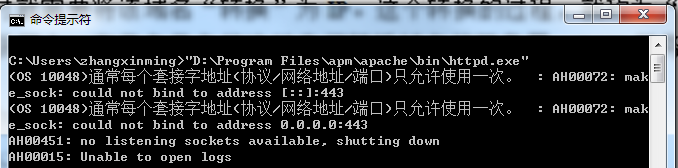 命令提示符
C:\Users\zhangxinming>"D:\Program Files\apm\apache\bin\httpd.exe"
(OS 10048)通常每个套接字地址(协议/网络地址/端口)只允许使用一次。 : AH00072: mak
e_sock: could not bind to address [::]:443
(OS 10048)通常每个套接字地址(协议/网络地址/端口)只允许使用一次。 : AH00072: mak
e_sock: could not bind to address 0.0.0.0:443
AH00451: no listening sockets available, shutting down
AH00015: Unable to open logs